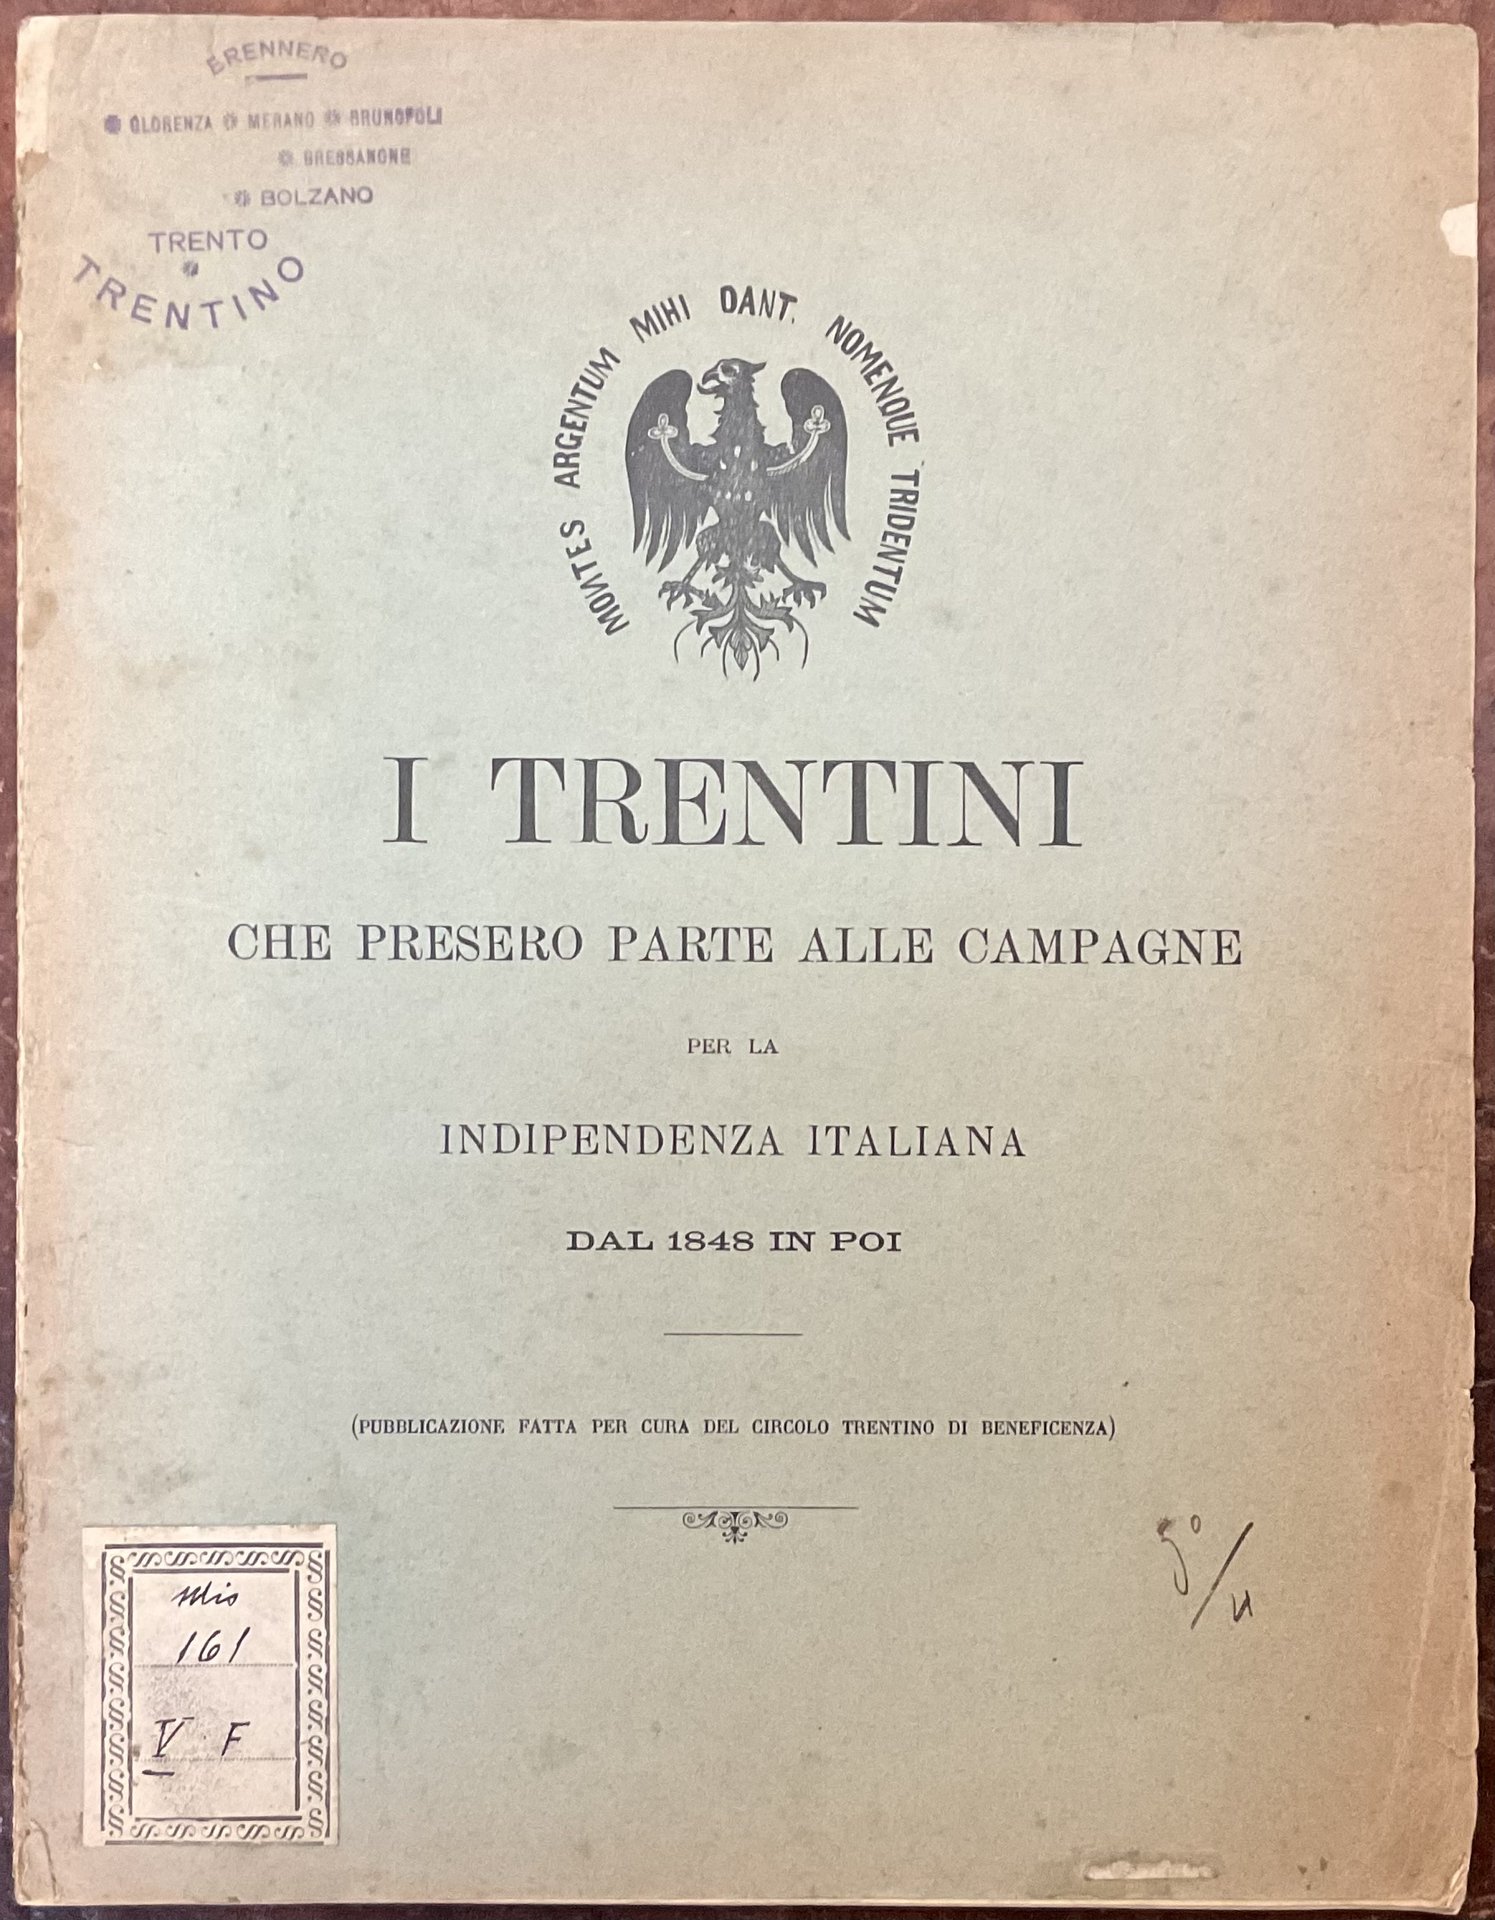 BRENNERO
GLORENZA MERANO BRUNOPOLI
BRESSANONE
BOLZANO
TRENTO
TRENTINO
MONTES ARGENTUM MIHI DANT. NOMENQUE TRIDENTUM
I TRENTINI
CHE PRESERO PARTE ALLE CAMPAGNE
PER LA
INDIPENDENZA ITALIANA
DAL 1848 IN POI
(PUBBLICAZIONE FATTA PER CURA DEL CIRCOLO TRENTINO DI BENEFICENZA)
Mis
161
V F